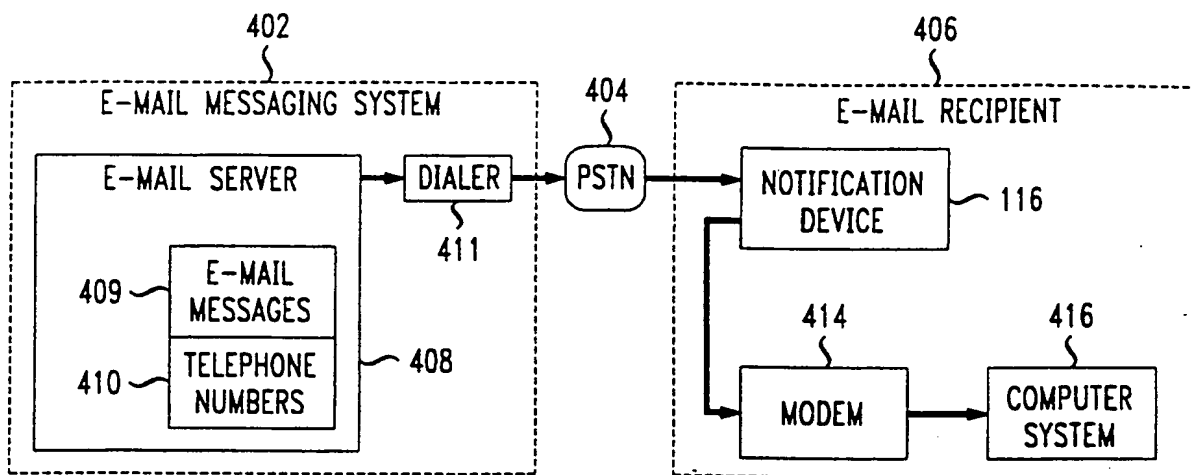 402
E-MAIL MESSAGING SYSTEM
E-MAIL SERVER
409
E-MAIL
MESSAGES
410
TELEPHONE
NUMBERS
408
DIALER
411
404
PSTN
406
E-MAIL RECIPIENT
NOTIFICATION
DEVICE
116
414
MODEM
416
COMPUTER
SYSTEM